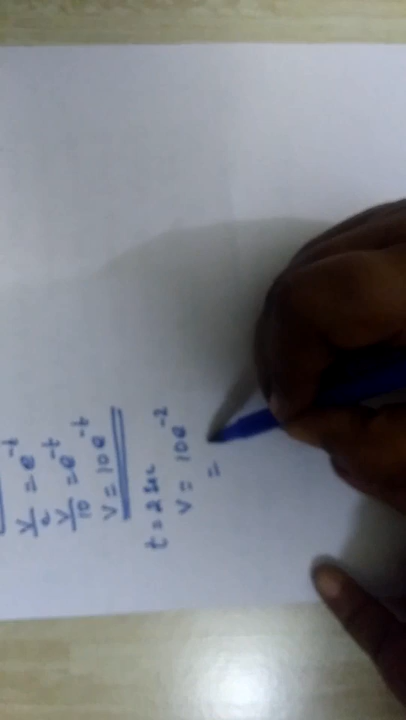 V/c = e^-t
V/10 = e^-t
V = 10e^-t
t = 2 sec
V = 10e^-2
=